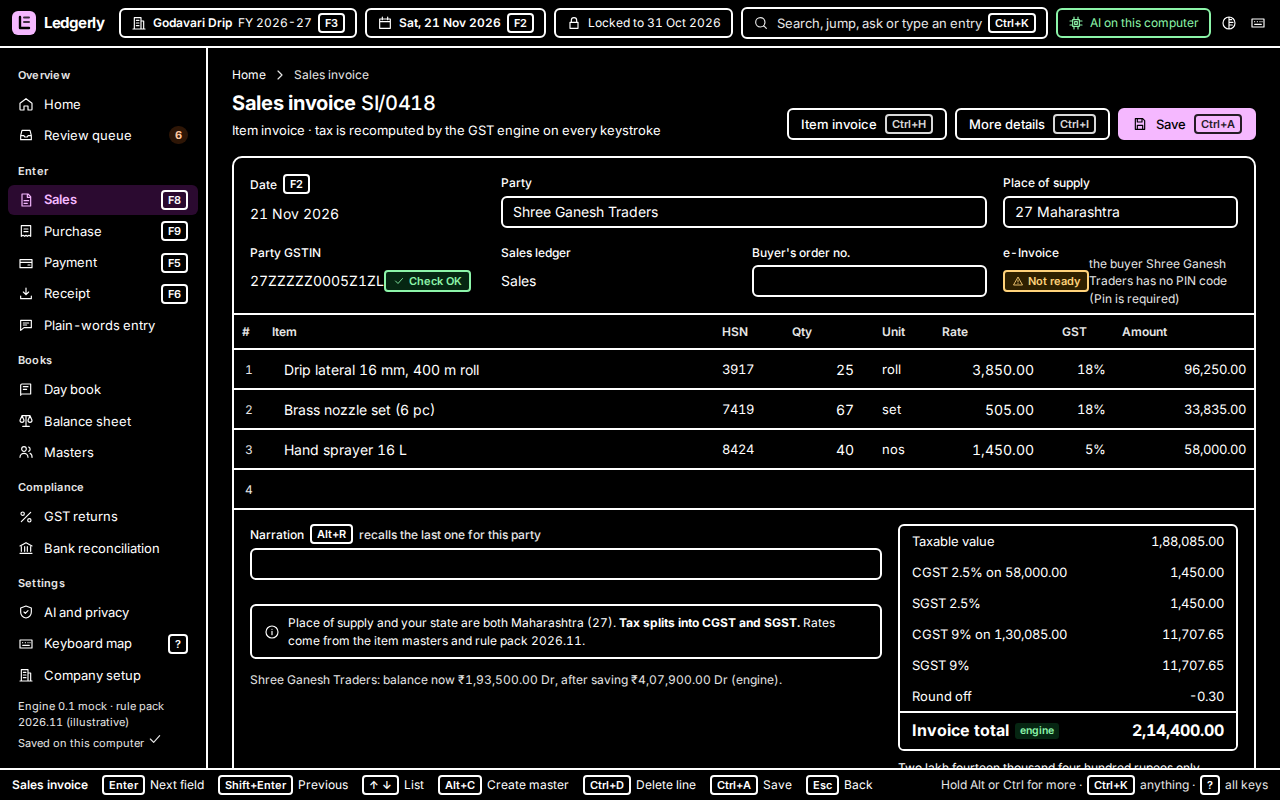 Ledgerly
Godavari Drip FY 2026-27 F3
Sat, 21 Nov 2026 F2
Locked to 31 Oct 2026
Search, jump, ask or type an entry Ctrl+K
AI on this computer
Overview
Home
Review queue 6
Enter
Sales F8
Purchase F9
Payment F5
Receipt F6
Plain-words entry
Books
Day book
Balance sheet
Masters
Compliance
GST returns
Bank reconciliation
Settings
AI and privacy
Keyboard map ?
Company setup
Engine 0.1 mock · rule pack
2026.11 (illustrative)
Saved on this computer
Home > Sales invoice
Sales invoice SI/0418
Item invoice · tax is recomputed by the GST engine on every keystroke
Item invoice Ctrl+H
More details Ctrl+I
Save Ctrl+A
Date F2
21 Nov 2026
Party
Shree Ganesh Traders
Place of supply
27 Maharashtra
Party GSTIN
27ZZZZZ0005Z1ZL Check OK
Sales ledger
Sales
Buyer's order no.
e-Invoice
Not ready
the buyer Shree Ganesh
Traders has no PIN code
(Pin is required)
# Item HSN Qty Unit Rate GST Amount
1 Drip lateral 16 mm, 400 m roll 3917 25 roll 3,850.00 18% 96,250.00
2 Brass nozzle set (6 pc) 7419 67 set 505.00 18% 33,835.00
3 Hand sprayer 16 L 8424 40 nos 1,450.00 5% 58,000.00
4
Narration Alt+R recalls the last one for this party
Place of supply and your state are both Maharashtra (27). Tax splits into CGST and SGST. Rates
come from the item masters and rule pack 2026.11.
Shree Ganesh Traders: balance now ₹1,93,500.00 Dr, after saving ₹4,07,900.00 Dr (engine).
Taxable value 1,88,085.00
CGST 2.5% on 58,000.00 1,450.00
SGST 2.5% 1,450.00
CGST 9% on 1,30,085.00 11,707.65
SGST 9% 11,707.65
Round off -0.30
Invoice total engine 2,14,400.00
Two lakh fourteen thousand four hundred rupees only
Sales invoice Enter Next field Shift+Enter Previous ↑ ↓ List Alt+C Create master Ctrl+D Delete line Ctrl+A Save Esc Back Hold Alt or Ctrl for more · Ctrl+K anything · ? all keys